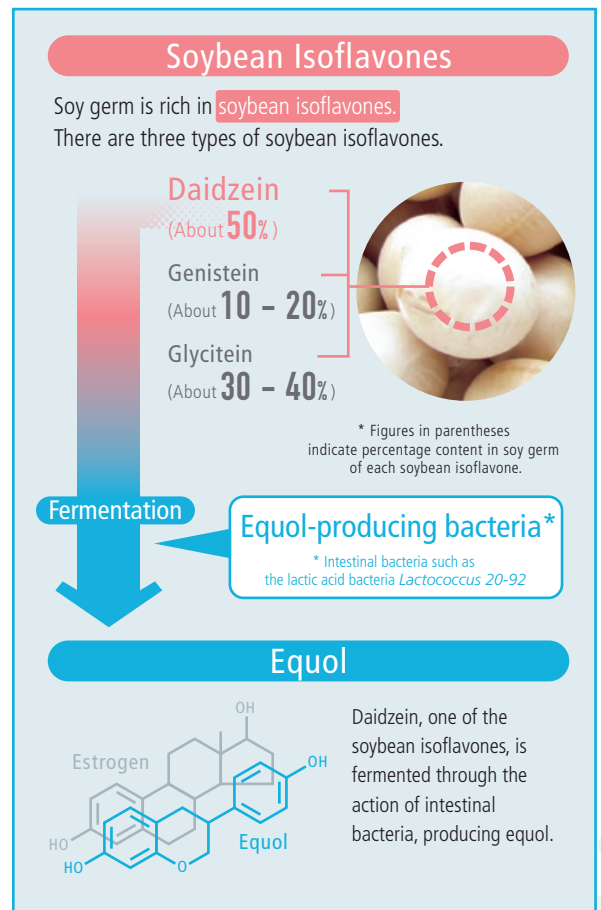 Soybean Isoflavones
Soy germ is rich in soybean isoflavones.
There are three types of soybean isoflavones.
Daidzein
(About 50%)
Genistein
(About 10 – 20%)
Glycitein
(About 30 – 40%)
* Figures in parentheses
indicate percentage content in soy germ
of each soybean isoflavone.
Fermentation
Equol-producing bacteria*
* Intestinal bacteria such as
the lactic acid bacteria Lactococcus 20-92
Equol
OH
Estrogen
OH
HO
Equol
HO
O
Daidzein, one of the
soybean isoflavones, is
fermented through the
action of intestinal
bacteria, producing equol.